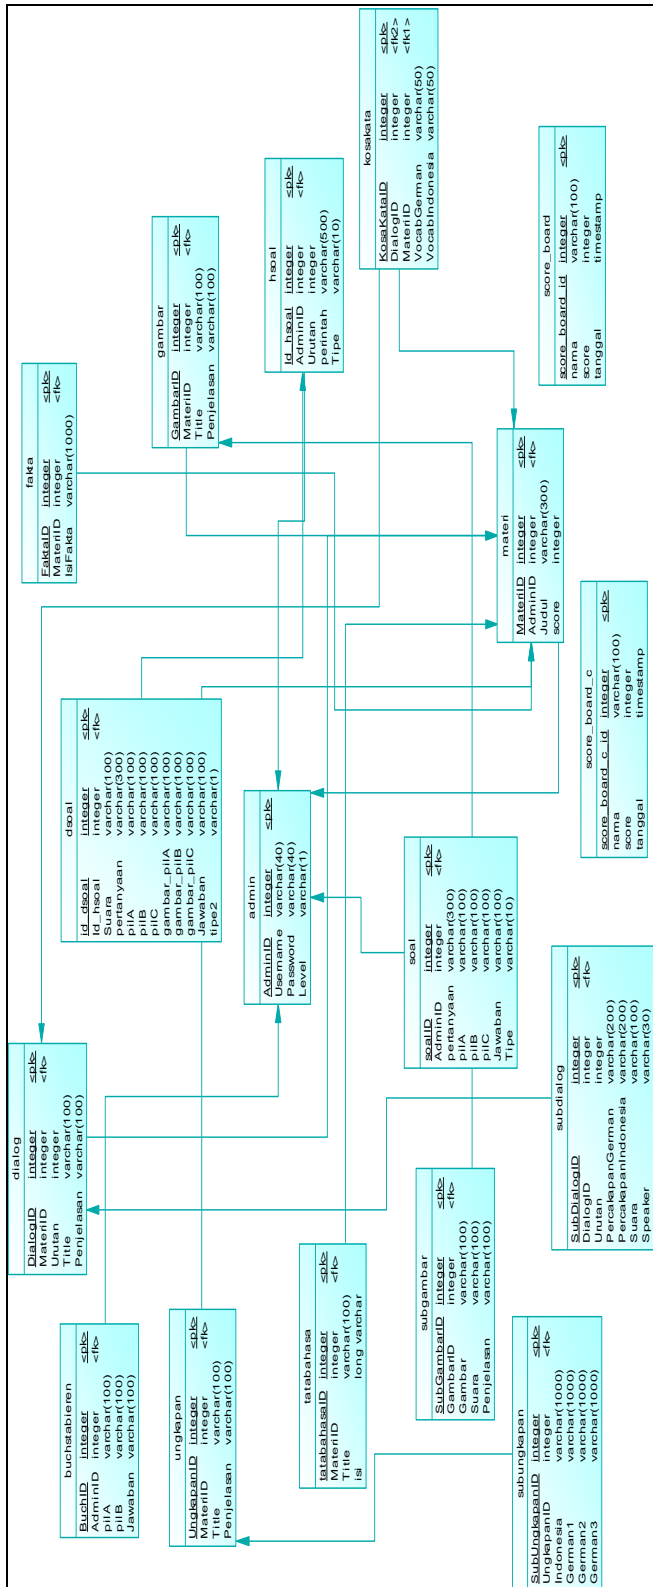 kosakata
KosaKataID integer <pk>
DialogID integer <fk2>
MateriID integer <fk1>
VocabGerman varchar(50)
VocabIndonesia varchar(50)
score_board
score_board_id integer <pk>
nama varchar(100)
score integer
tanggal timestamp
hsoal
Id_hsoal integer <pk>
AdminID integer <fk>
Urutan integer
perintah varchar(500)
Tipe varchar(10)
gambar
GambarID integer <pk>
MateriID integer <fk>
Title varchar(100)
Penjelasan varchar(100)
fakta
FaktaID integer <pk>
MateriID integer <fk>
IsiFakta varchar(1000)
materi
MateriID integer <pk>
AdminID integer <fk>
Judul varchar(300)
score integer
score_board_c
score_board_c_id integer <pk>
nama varchar(100)
score integer
tanggal timestamp
dsoal
id_dsoal integer <pk>
Id_hsoal integer <fk>
Suara varchar(100)
pertanyaan varchar(300)
pilA varchar(100)
pilB varchar(100)
pilC varchar(100)
gambar_pilA varchar(100)
gambar_pilB varchar(100)
gambar_pilC varchar(100)
Jawaban varchar(100)
tipe2 varchar(1)
admin
AdminID integer <pk>
Username varchar(40)
Password varchar(40)
Level varchar(1)
soal
soalID integer <pk>
AdminID integer <fk>
pertanyaan varchar(300)
pilA varchar(100)
pilB varchar(100)
pilC varchar(100)
Jawaban varchar(100)
Tipe varchar(10)
dialog
DialogID integer <pk>
MateriID integer <fk>
Urutan integer
Title varchar(100)
Penjelasan varchar(100)
subdialog
SubDialogID integer <pk>
DialogID integer <fk>
Urutan integer
PercakapanGerman varchar(200)
PercakapanIndonesia varchar(200)
Suara varchar(100)
Speaker varchar(30)
subgambar
SubGambarID integer <pk>
GambarID integer <fk>
Gambar varchar(100)
Suara varchar(100)
Penjelasan varchar(100)
tatabahasa
tatabahasaID integer <pk>
MateriID integer <fk>
Title varchar(100)
isi long varchar
buchstabieren
BuchID integer <pk>
AdminID integer <fk>
pilA varchar(100)
pilB varchar(100)
Jawaban varchar(100)
ungkapan
UngkapanID integer <pk>
MateriID integer <fk>
Title varchar(100)
Penjelasan varchar(100)
subungkapan
SubUngkapanID integer <pk>
UngkapanID integer <fk>
Indonesia varchar(1000)
German1 varchar(1000)
German2 varchar(1000)
German3 varchar(1000)